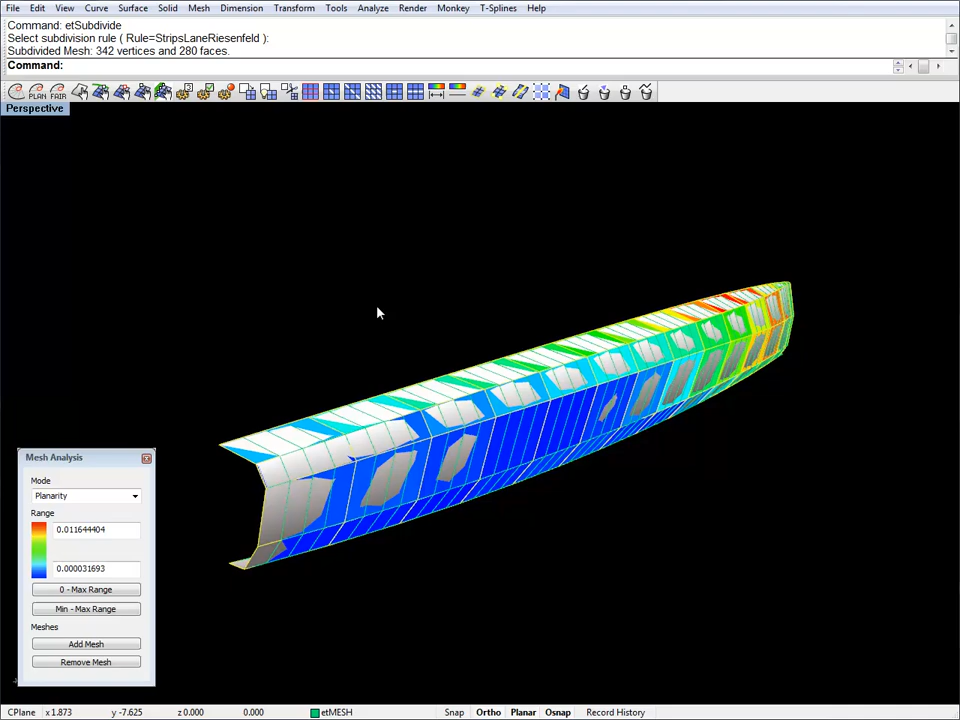 File Edit View Curve Surface Solid Mesh Dimension Transform Tools Analyze Render Monkey T-Splines Help
Command: etSubdivide
Select subdivision rule ( Rule=StripsLaneRiesenfeld ):
Subdivided Mesh: 342 vertices and 280 faces.
Command:
PLAN FAIR
Perspective
Mesh Analysis
Mode
Planarity
Range
0.011644404
0.000031693
0 - Max Range
Min - Max Range
Meshes
Add Mesh
Remove Mesh
CPlane x 1.873 y -7.625 z 0.000 0.000 etMESH Snap Ortho Planar Osnap Record History